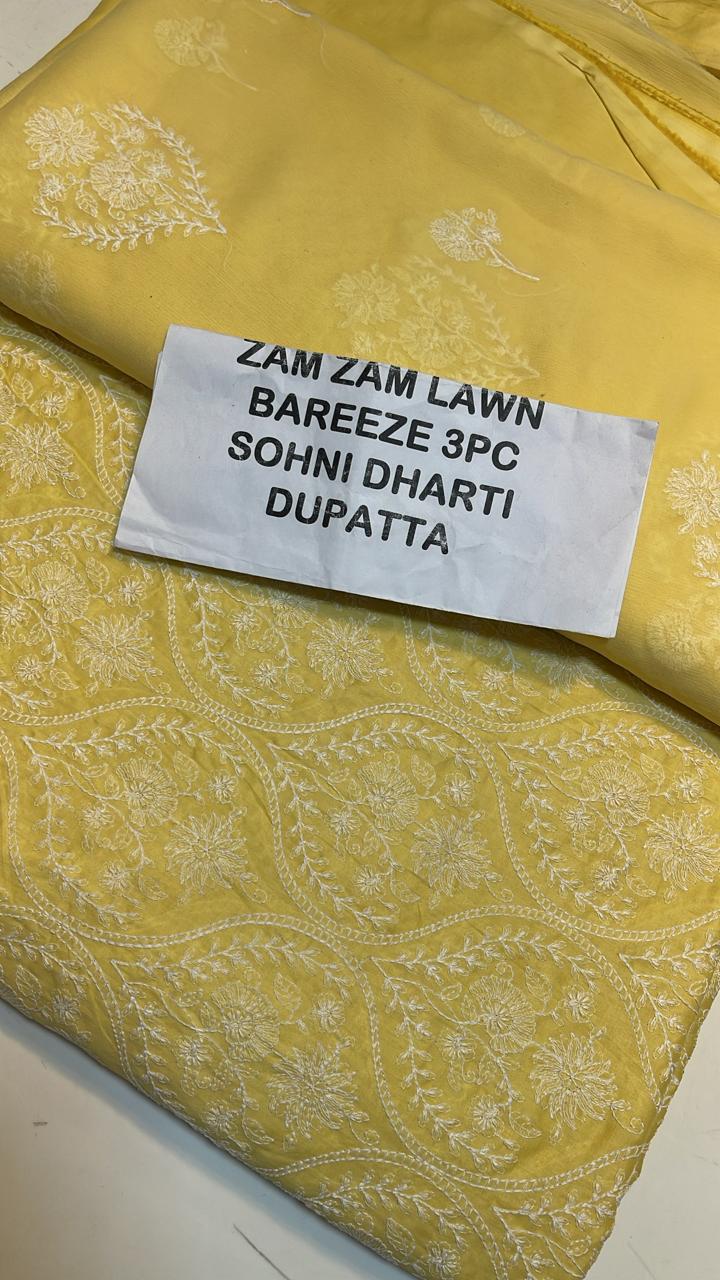 ZAM ZAM LAWN
BAREEZE 3PC
SOHNI DHARTI
DUPATTA